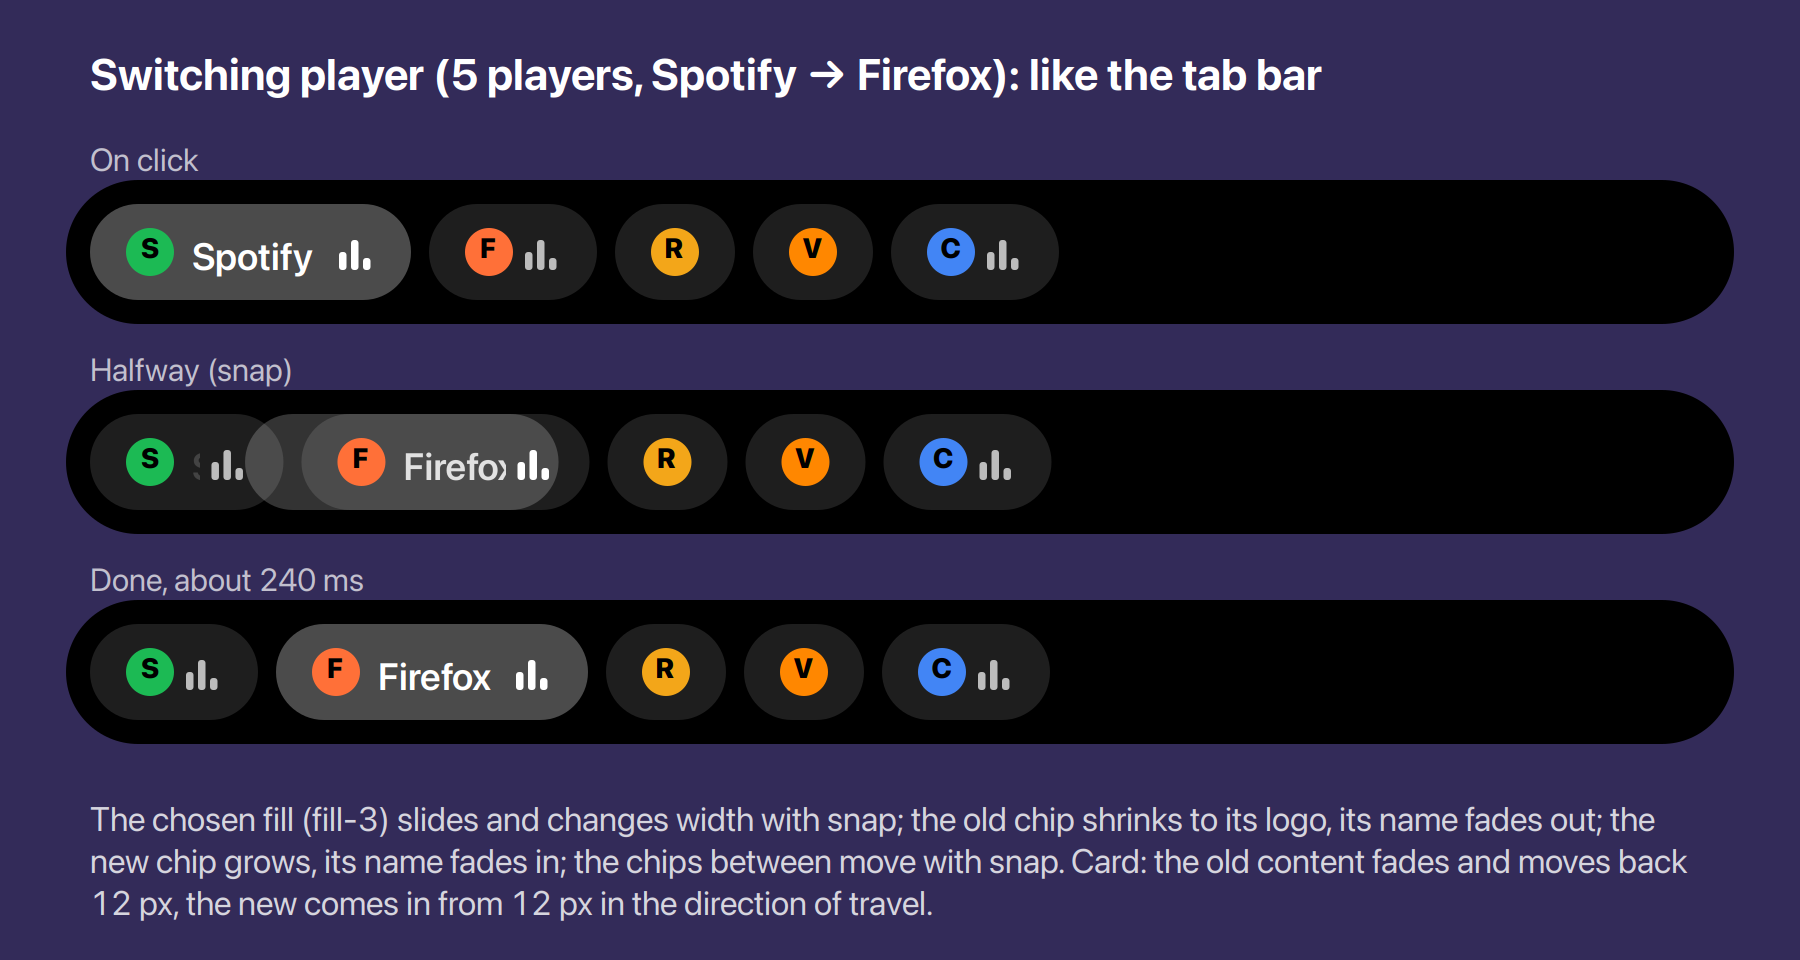 Switching player (5 players, Spotify → Firefox): like the tab bar
On click
S Spotify F R V C
Halfway (snap)
S S F Firefox R V C
Done, about 240 ms
S F Firefox R V C
The chosen fill (fill-3) slides and changes width with snap; the old chip shrinks to its logo, its name fades out; the
new chip grows, its name fades in; the chips between move with snap. Card: the old content fades and moves back
12 px, the new comes in from 12 px in the direction of travel.